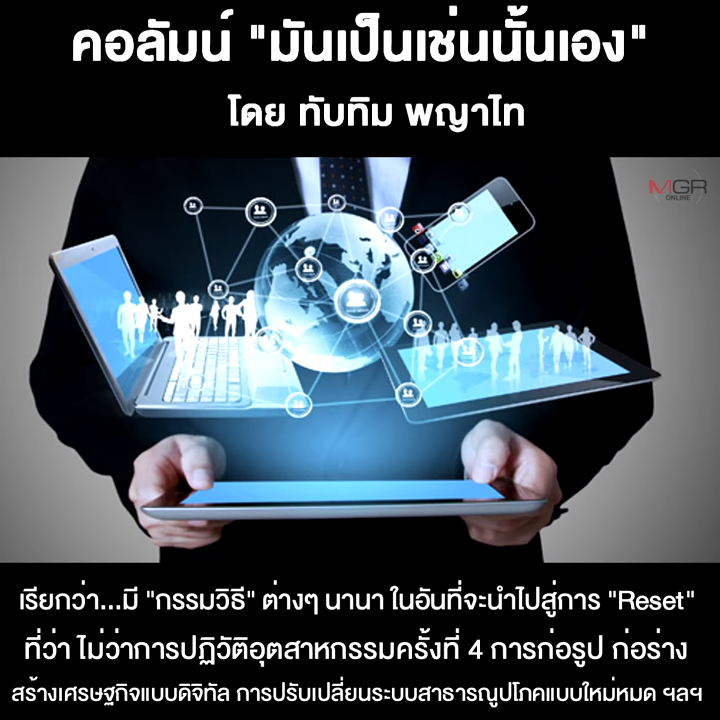 คอลัมน์ "มันเป็นเช่นนั้นเอง"
โดย ทับทิม พญาไท
MGR
ONLINE
เรียกว่า...มี "กรรมวิธี" ต่างๆ นานา ในอันที่จะนำไปสู่การ "Reset"
ที่ว่า ไม่ว่าการปฏิวัติอุตสาหกรรมครั้งที่ 4 การก่อรูป ก่อร่าง
สร้างเศรษฐกิจแบบดิจิทัล การปรับเปลี่ยนระบบสาธารณูปโภคแบบใหม่หมด ฯลฯ